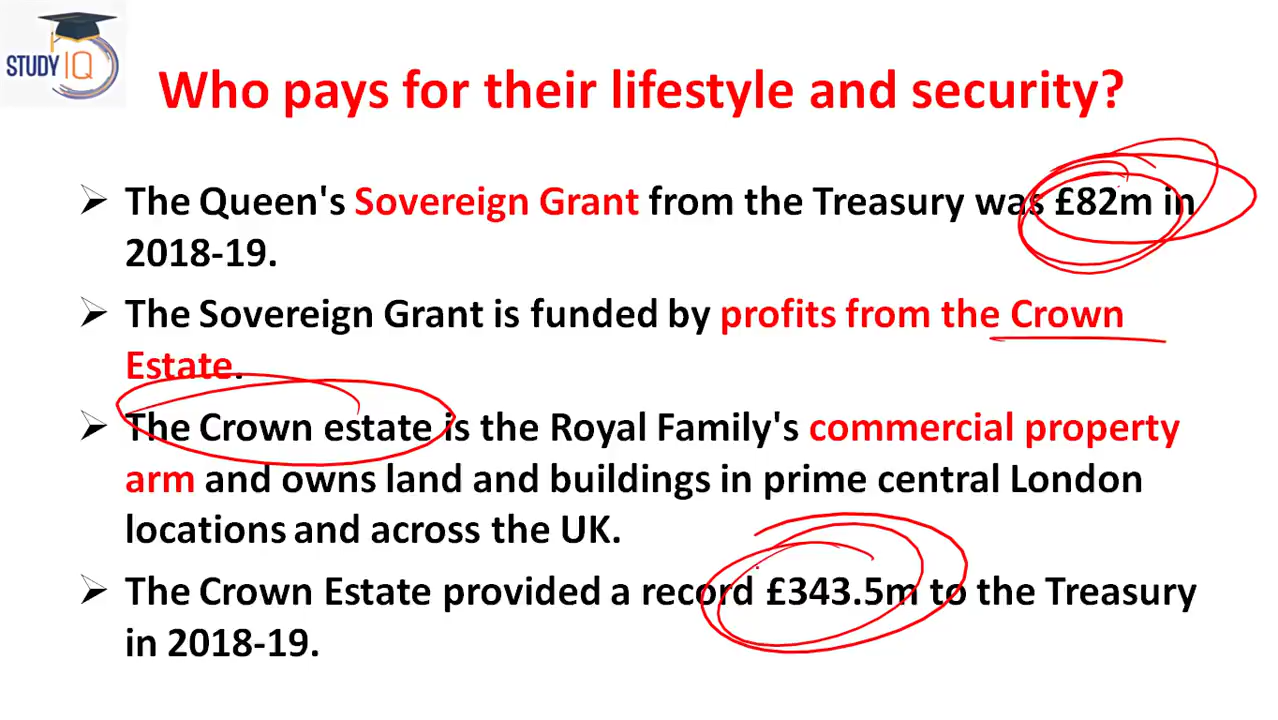 STUDY IQ
Who pays for their lifestyle and security?
The Queen's Sovereign Grant from the Treasury was £82m in
2018-19.
The Sovereign Grant is funded by profits from the Crown
Estate.
The Crown estate is the Royal Family's commercial property
arm and owns land and buildings in prime central London
locations and across the UK.
The Crown Estate provided a record £343.5m to the Treasury
in 2018-19.